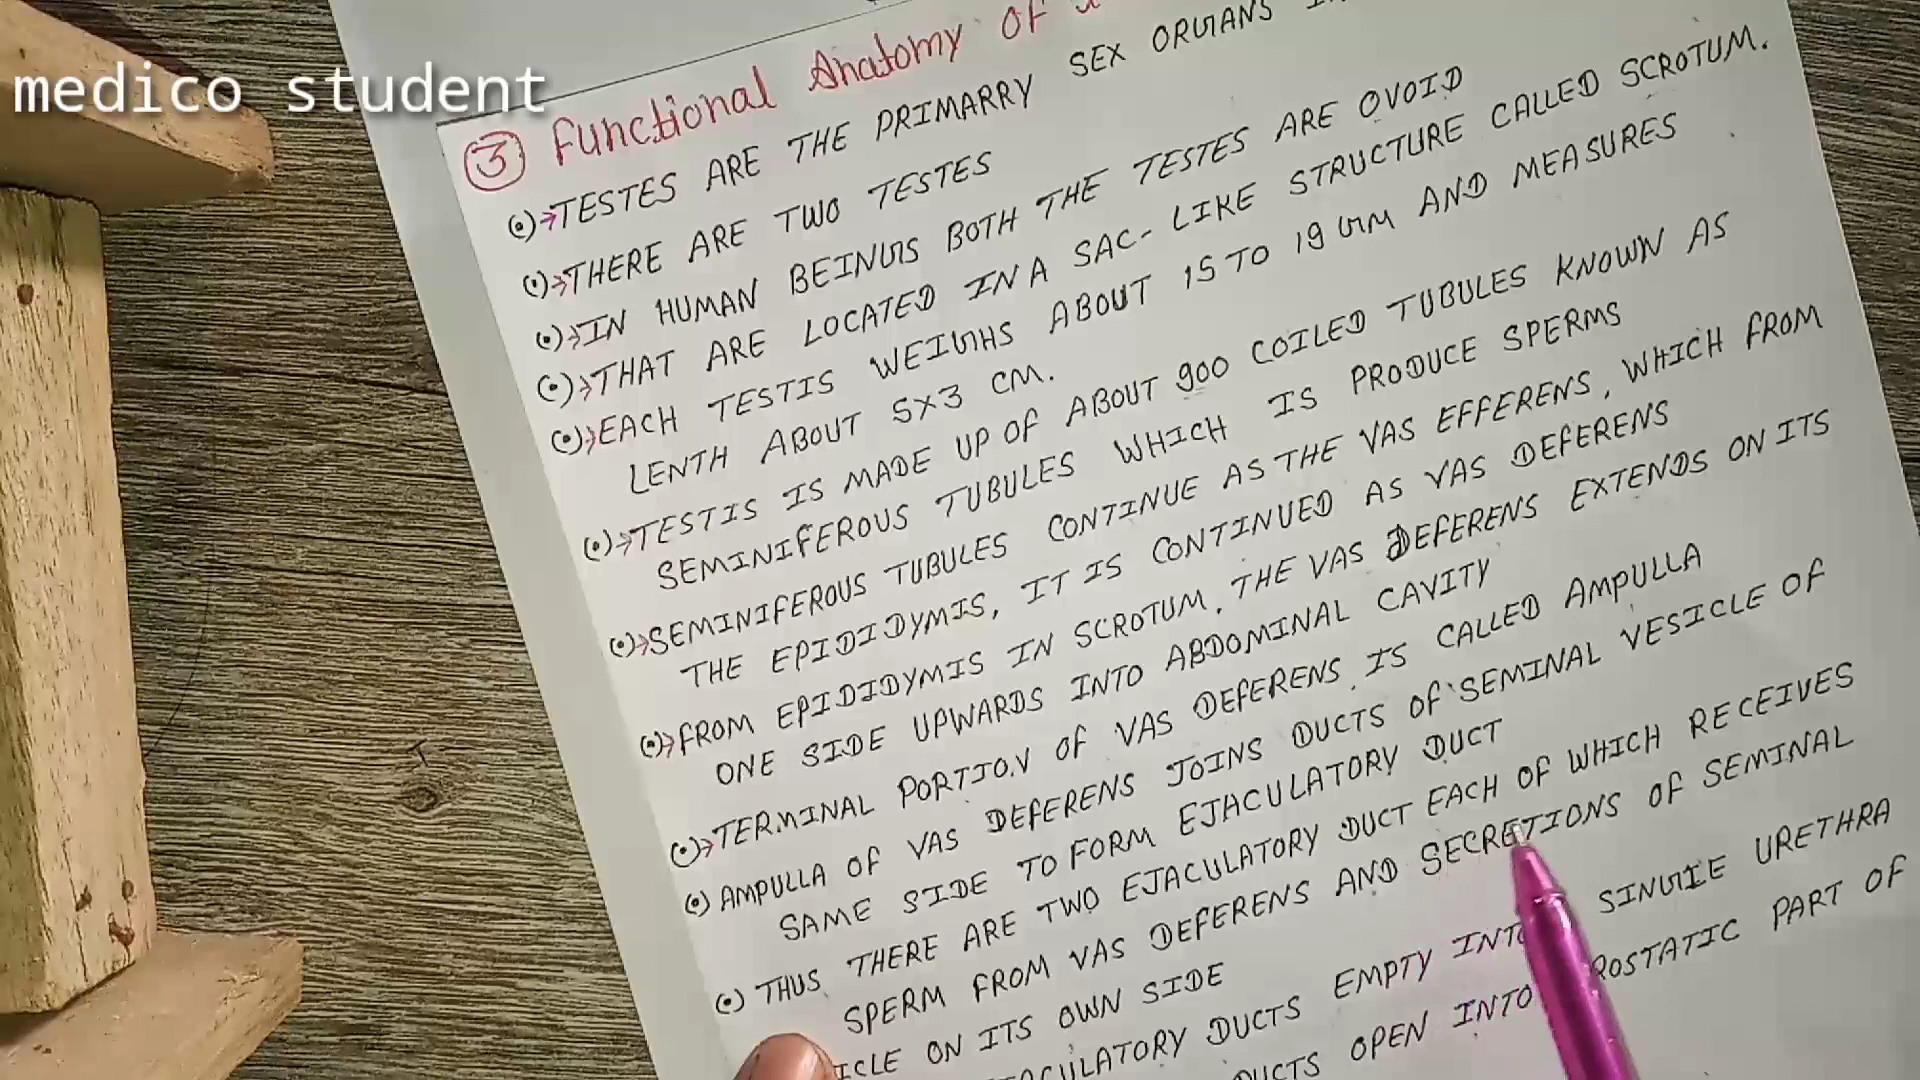 medico student
③ Functional Anatomy OF
(•)→TESTES ARE THE PRIMARRY SEX ORGANS
(•)→THERE ARE TWO TESTES
(•)→IN HUMAN BEINGS BOTH THE TESTES ARE OVOID
(•)→THAT ARE LOCATED IN A SAC-LIKE STRUCTURE CALLED SCROTUM.
(•)→EACH TESTIS WEIGHS ABOUT 15 TO 19 GM AND MEASURES
LENTH ABOUT 5X3 CM.
(•)→TESTIS IS MADE UP OF ABOUT 900 COILED TUBULES KNOWN AS
SEMINIFEROUS TUBULES WHICH IS PRODUCE SPERMS
(•)→SEMINIFEROUS TUBULES CONTINUE AS THE VAS EFFERENS, WHICH FROM
THE EPIDIDYMIS, IT IS CONTINUED AS VAS DEFERENS
(•)→FROM EPIDIDYMIS IN SCROTUM. THE VAS DEFERENS EXTENDS ON ITS
ONE SIDE UPWARDS INTO ABDOMINAL CAVITY
(•)→TERMINAL PORTION OF VAS DEFERENS IS CALLED AMPULLA
(•) AMPULLA OF VAS DEFERENS JOINS DUCTS OF SEMINAL VESICLE OF
SAME SIDE TO FORM EJACULATORY DUCT
(•) THUS THERE ARE TWO EJACULATORY DUCT EACH OF WHICH RECEIVES
SPERM FROM VAS DEFERENS AND SECRETIONS OF SEMINAL
ICLE ON ITS OWN SIDE
ACULATORY DUCTS EMPTY INTO SINGIE URETHRA
DUCTS OPEN INTO ROSTATIC PART OF